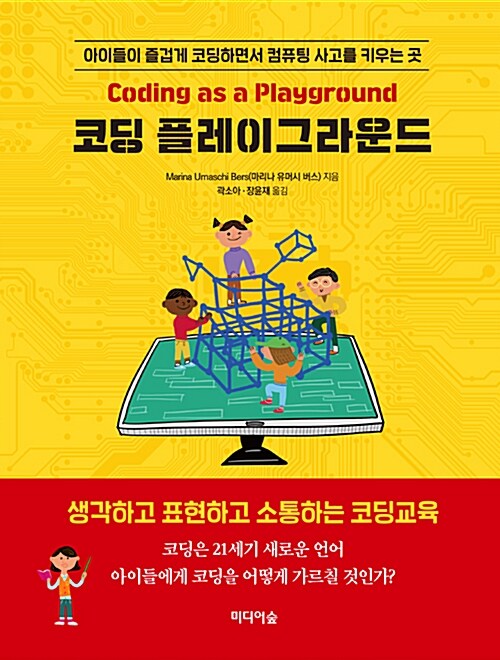 아이들이 즐겁게 코딩하면서 컴퓨팅 사고를 키우는 곳
Coding as a Playground
코딩 플레이그라운드
Marina Umaschi Bers(마리나 유머시 버스) 지음
곽소아·장윤재 옮김
생각하고 표현하고 소통하는 코딩교육
코딩은 21세기 새로운 언어
아이들에게 코딩을 어떻게 가르칠 것인가?
미디어숲